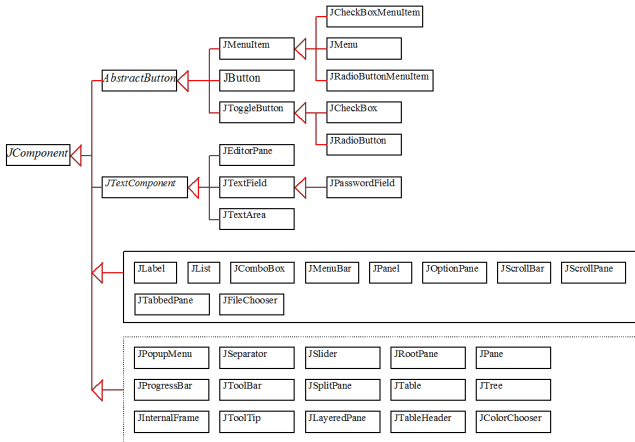 JCheckBoxMenuItem
JMenuItem
JMenu
AbstractButton
JButton
JRadioButtonMenuItem
JToggleButton
JCheckBox
JRadioButton
JComponent
JEditorPane
JTextComponent
JTextField
JPasswordField
JTextArea
JLabel JList JComboBox JMenuBar JPanel JOptionPane JScrollBar JScrollPane
JTabbedPane JFileChooser
JPopupMenu JSeparator JSlider JRootPane JPane
JProgressBar JToolBar JSplitPane JTable JTree
JInternalFrame JToolTip JLayeredPane JTableHeader JColorChooser